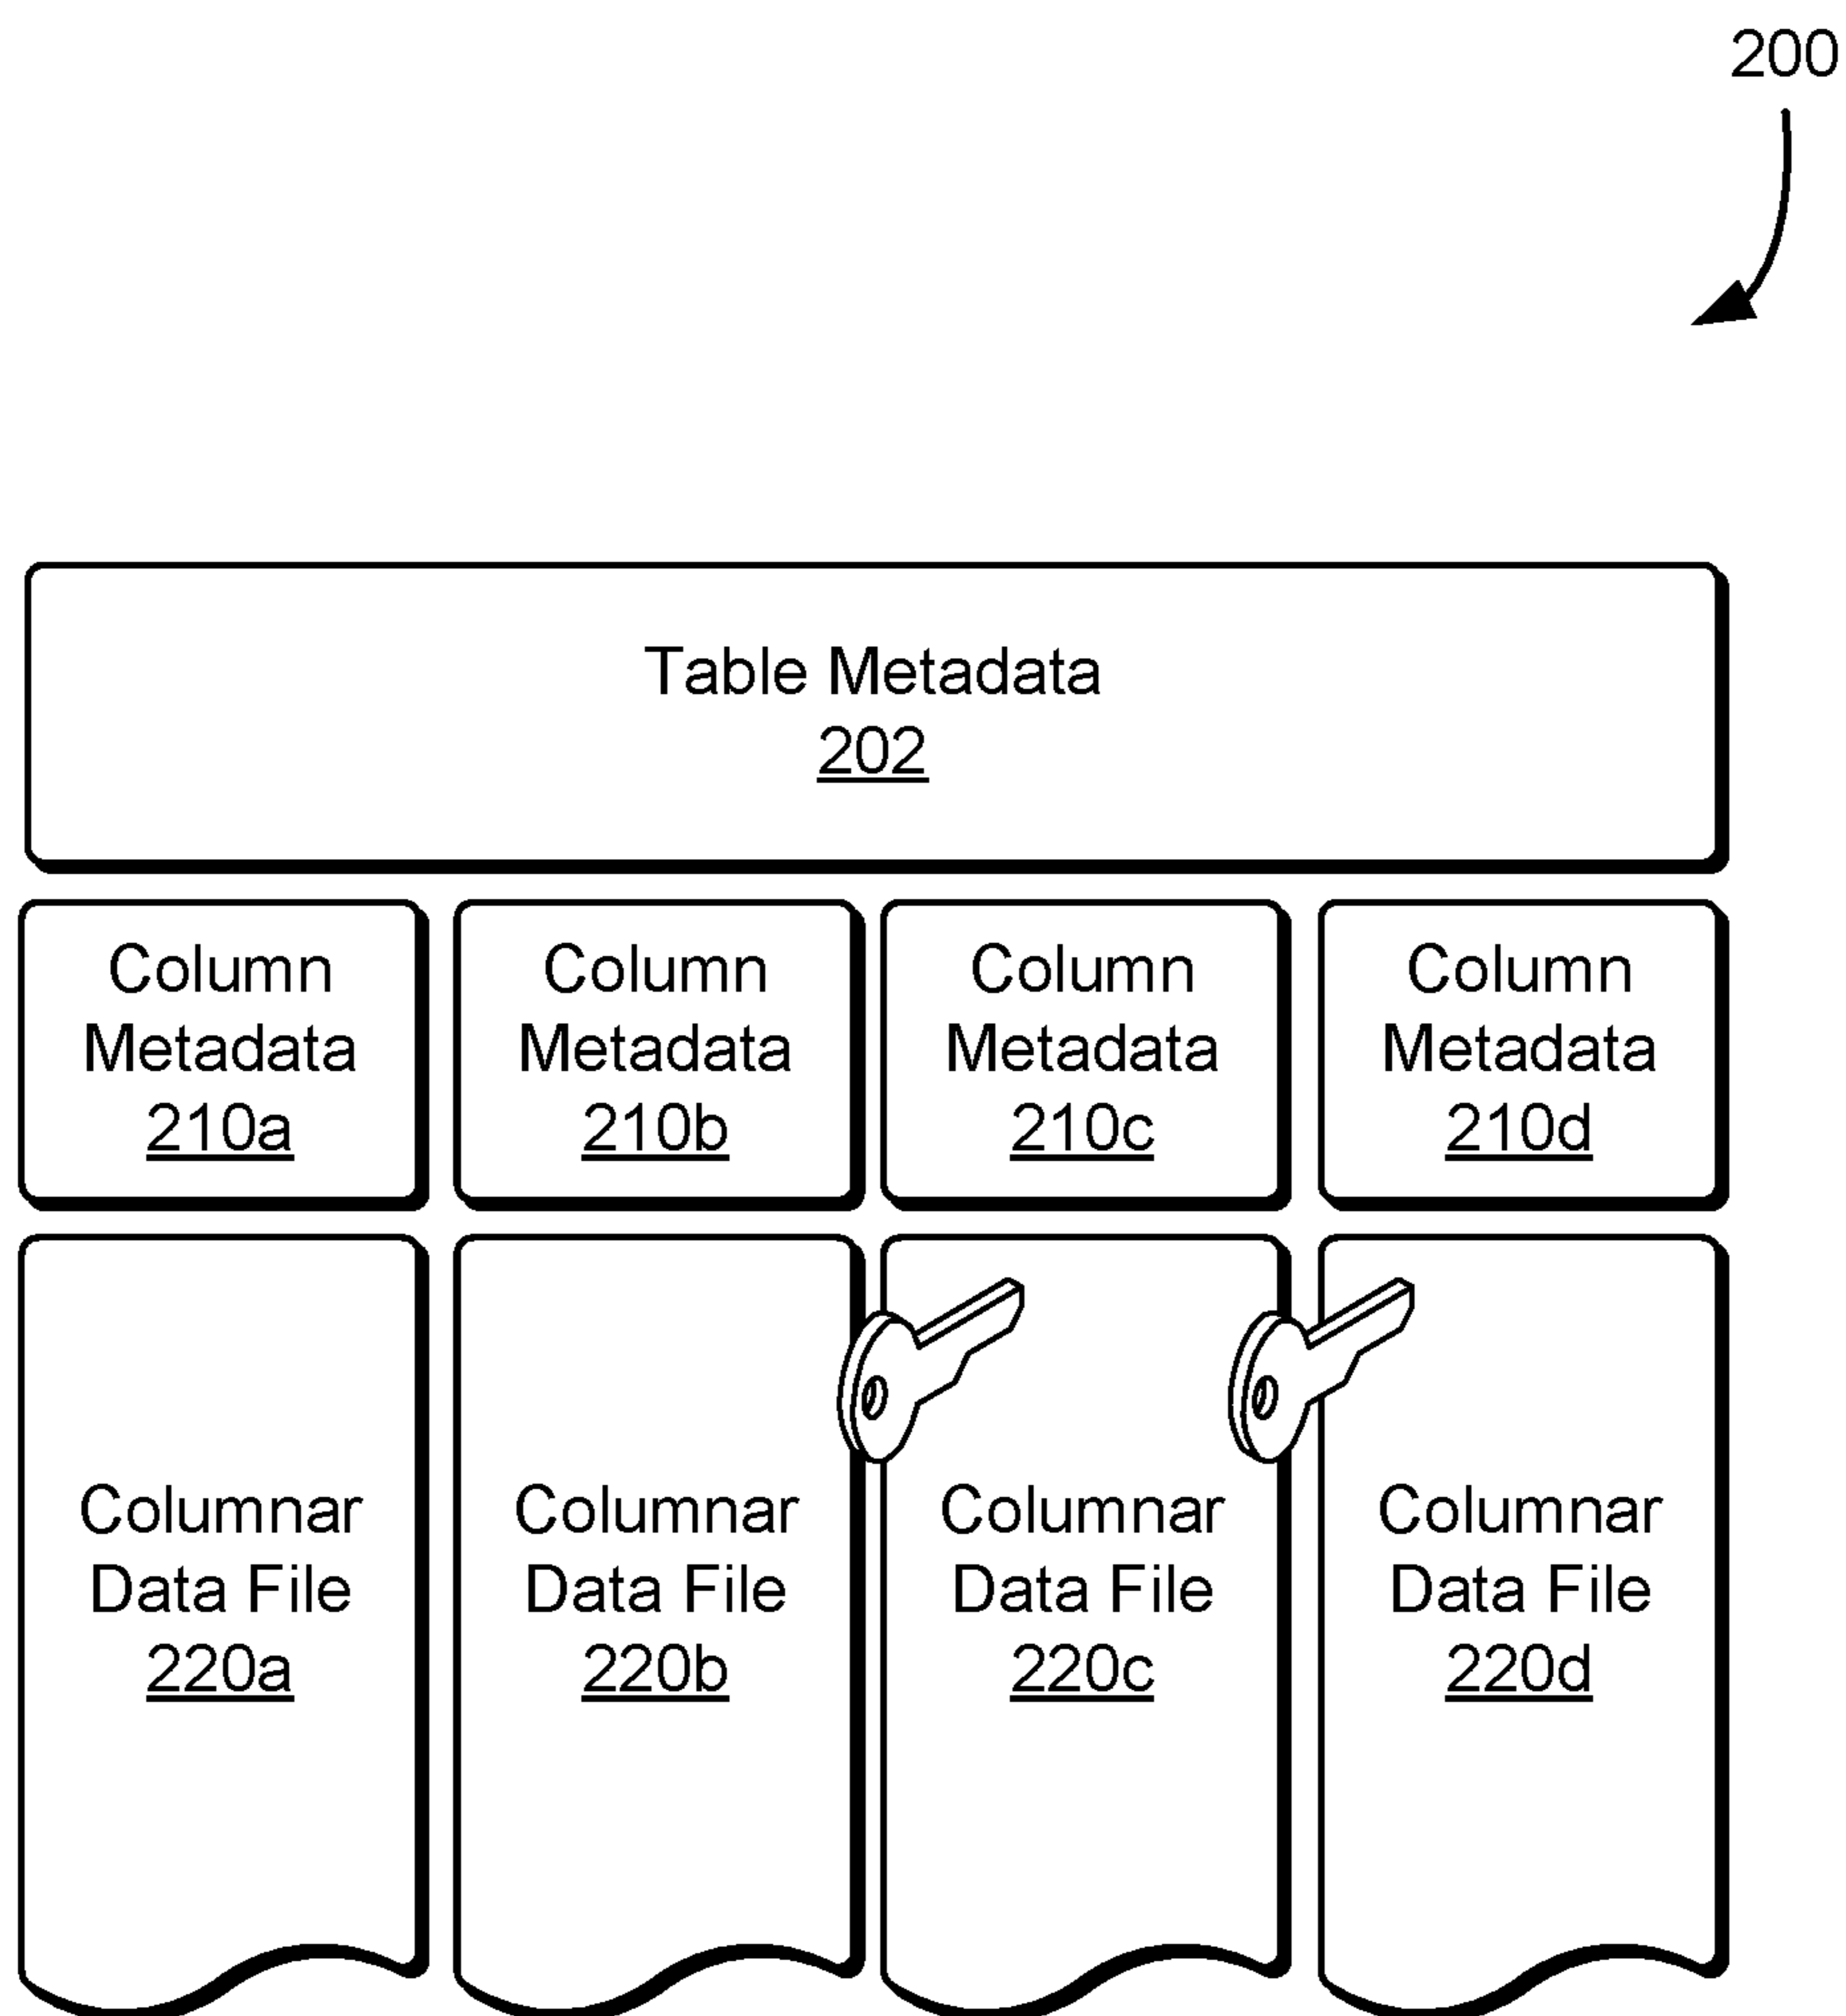 200
Table Metadata
202
Column
Metadata
210a
Column
Metadata
210b
Column
Metadata
210c
Column
Metadata
210d
Columnar
Data File
220a
Columnar
Data File
220b
Columnar
Data File
220c
Columnar
Data File
220d